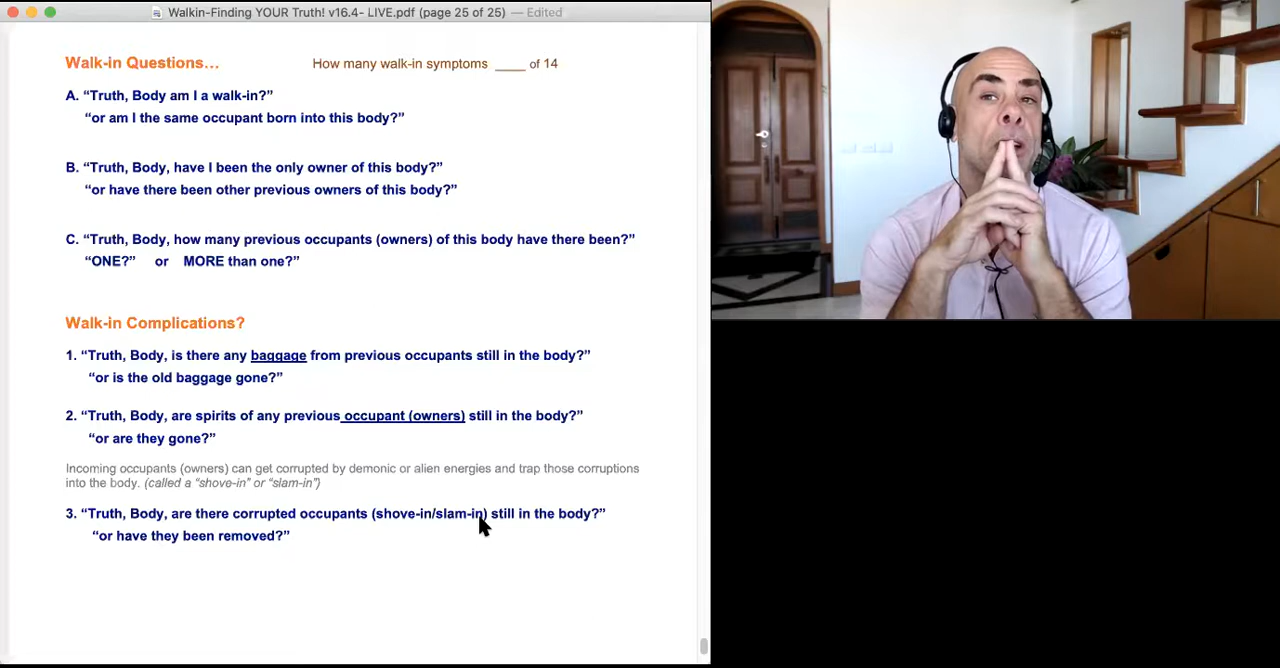 Walkin-Finding YOUR Truth! v16.4- LIVE.pdf (page 25 of 25) — Edited
Walk-in Questions…
How many walk-in symptoms ____ of 14
A. “Truth, Body am I a walk-in?”
“or am I the same occupant born into this body?”
B. “Truth, Body, have I been the only owner of this body?”
“or have there been other previous owners of this body?”
C. “Truth, Body, how many previous occupants (owners) of this body have there been?”
“ONE?” or MORE than one?”
Walk-in Complications?
1. “Truth, Body, is there any baggage from previous occupants still in the body?”
“or is the old baggage gone?”
2. “Truth, Body, are spirits of any previous occupant (owners) still in the body?”
“or are they gone?”
Incoming occupants (owners) can get corrupted by demonic or alien energies and trap those corruptions
into the body. (called a “shove-in” or “slam-in”)
3. “Truth, Body, are there corrupted occupants (shove-in/slam-in) still in the body?”
“or have they been removed?”